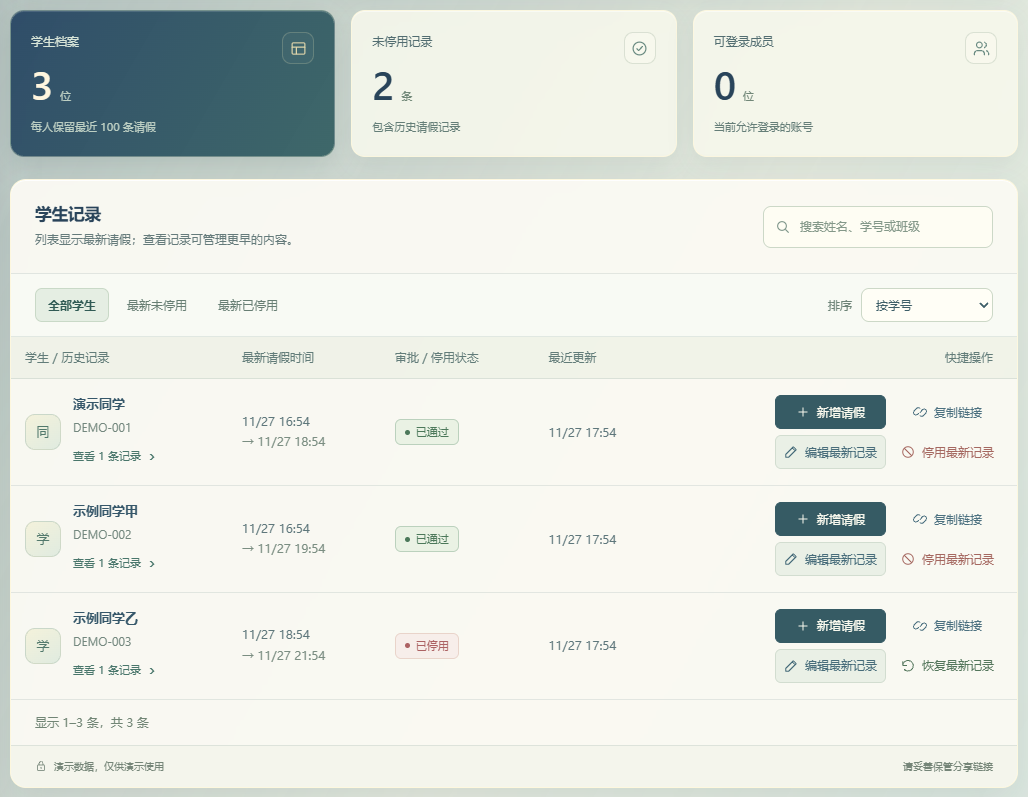 学生档案
3 位
每人保留最近 100 条请假
未停用记录
2 条
包含历史请假记录
可登录成员
0 位
当前允许登录的账号
学生记录
列表显示最新请假；查看记录可管理更早的内容。
搜索姓名、学号或班级
全部学生 最新未停用 最新已停用 排序 按学号
学生 / 历史记录 最新请假时间 审批 / 停用状态 最近更新 快捷操作
同 演示同学
DEMO-001
查看 1 条记录 ›
11/27 16:54
→ 11/27 18:54
已通过
11/27 17:54
+ 新增请假 复制链接
编辑最新记录 停用最新记录
学 示例同学甲
DEMO-002
查看 1 条记录 ›
11/27 16:54
→ 11/27 19:54
已通过
11/27 17:54
+ 新增请假 复制链接
编辑最新记录 停用最新记录
学 示例同学乙
DEMO-003
查看 1 条记录 ›
11/27 18:54
→ 11/27 21:54
已停用
11/27 17:54
+ 新增请假 复制链接
编辑最新记录 恢复最新记录
显示 1–3 条，共 3 条
演示数据，仅供演示使用 请妥善保管分享链接